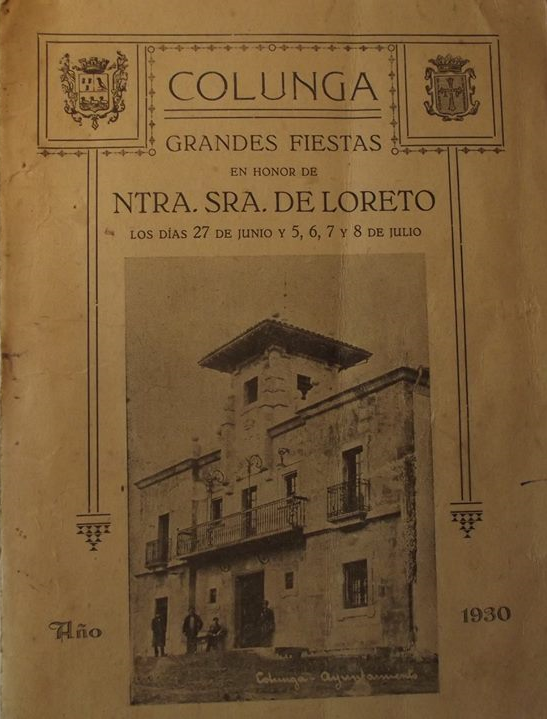 COLUNGA
GRANDES FIESTAS
EN HONOR DE
NTRA. SRA. DE LORETO
LOS DÍAS 27 DE JUNIO Y 5, 6, 7 Y 8 DE JULIO
Colunga - Ayuntamiento
Año
1930